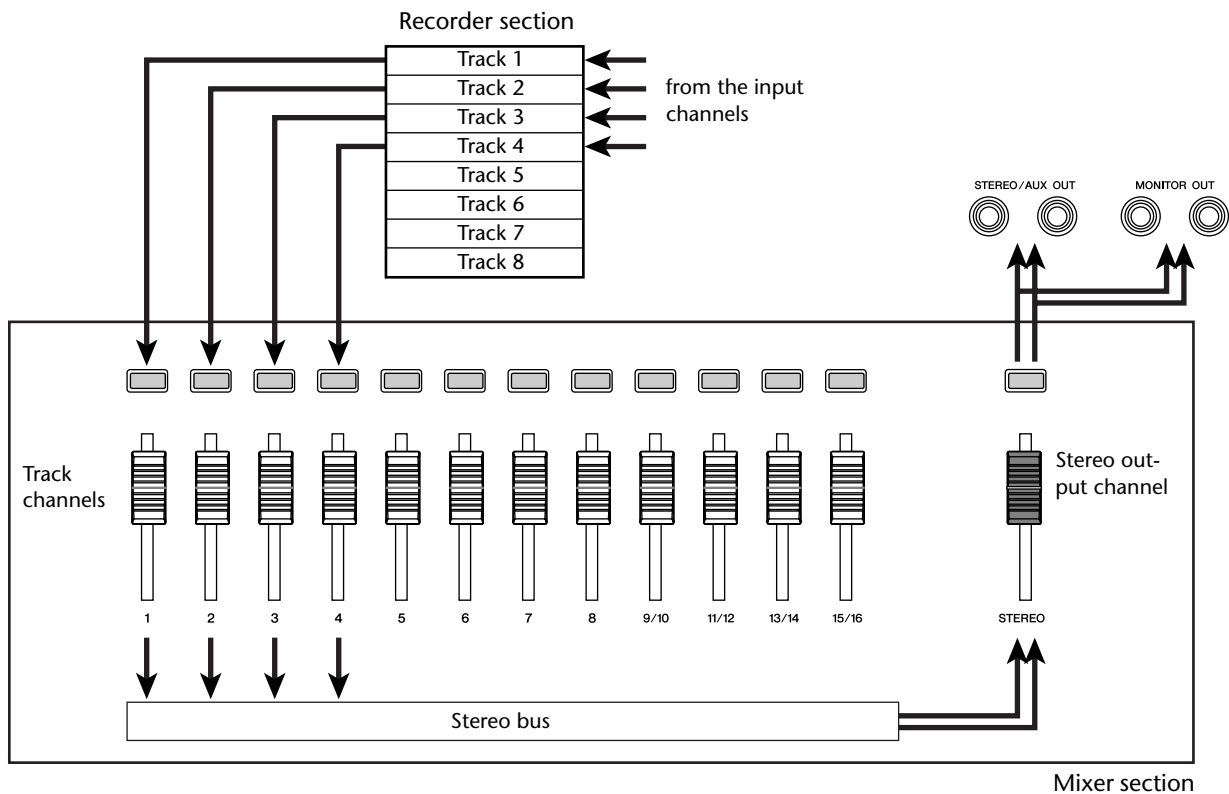 Recorder section
Track 1
Track 2
Track 3
Track 4
Track 5
Track 6
Track 7
Track 8
from the input
channels
STEREO/AUX OUT
MONITOR OUT
Track
channels
Stereo out-
put channel
1
2
3
4
5
6
7
8
9/10
11/12
13/14
15/16
STEREO
Stereo bus
Mixer section